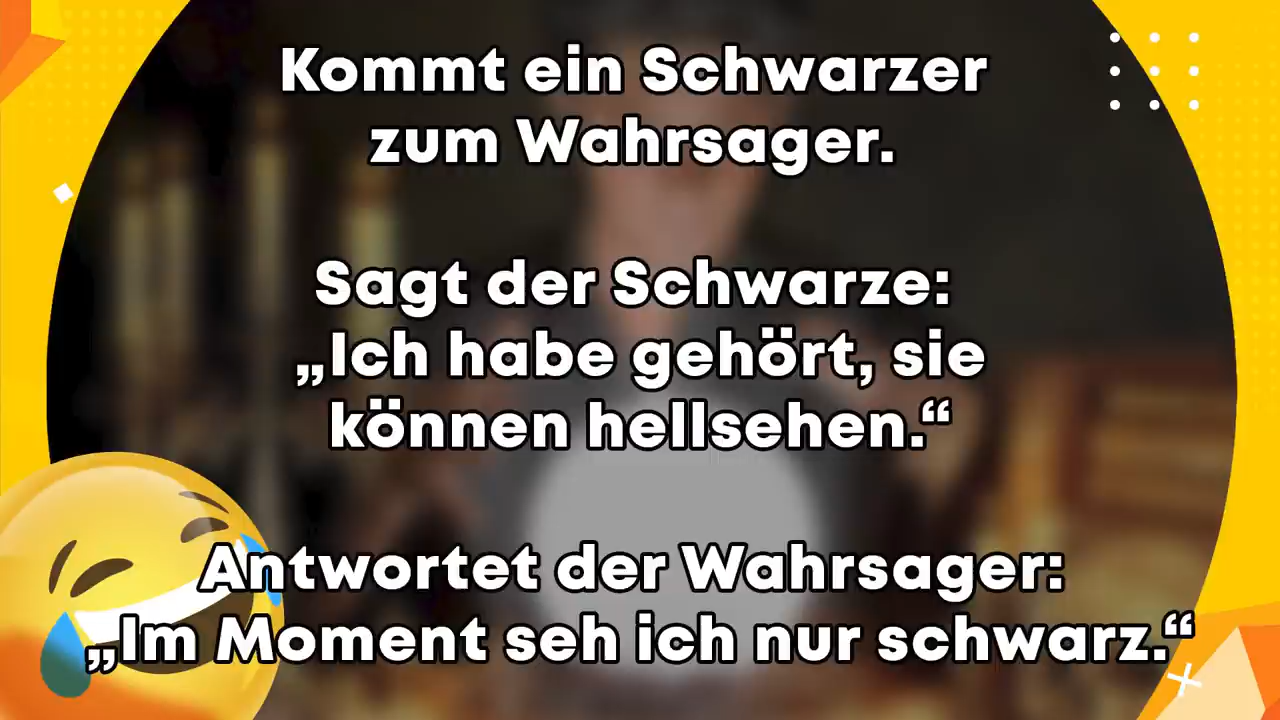 Kommt ein Schwarzer
zum Wahrsager.
Sagt der Schwarze:
„Ich habe gehört, sie
können hellsehen.“
Antwortet der Wahrsager:
„Im Moment seh ich nur schwarz.“